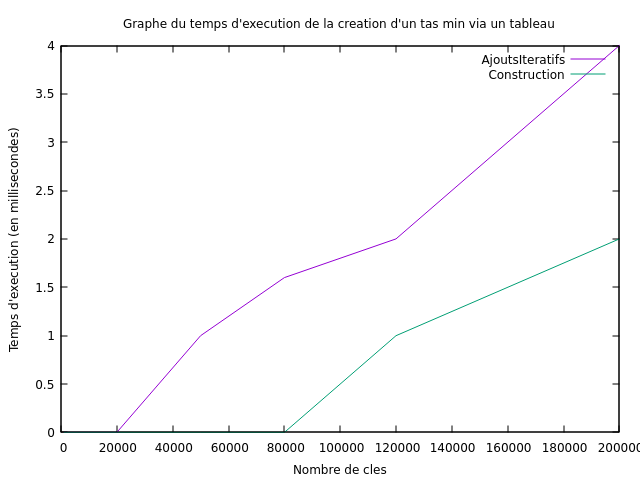 Graphe du temps d'execution de la creation d'un tas min via un tableau
AjoutsIteratifs
Construction
Temps d'execution (en millisecondes)
4
3.5
3
2.5
2
1.5
1
0.5
0
0 20000 40000 60000 80000 100000 120000 140000 160000 180000 200000
Nombre de cles